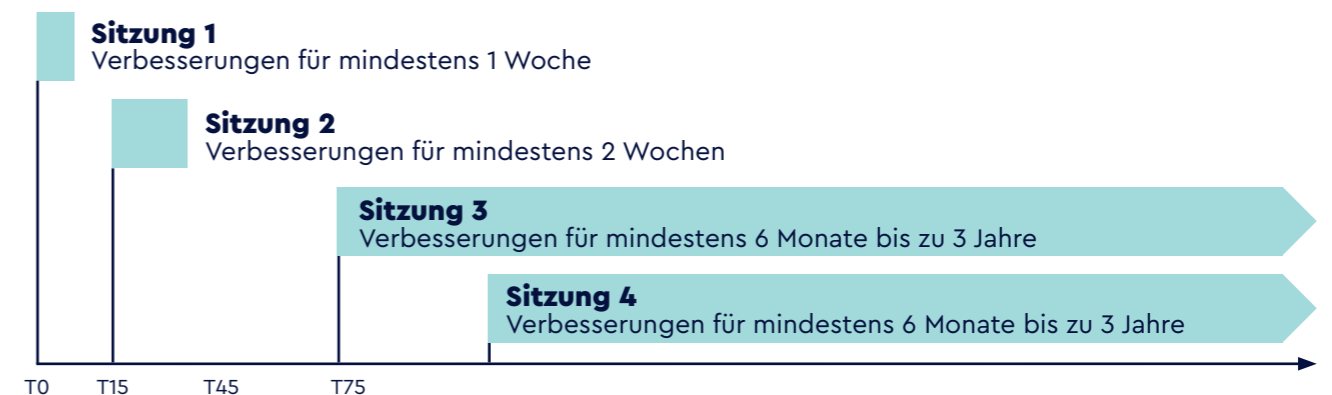 Sitzung 1
Verbesserungen für mindestens 1 Woche
Sitzung 2
Verbesserungen für mindestens 2 Wochen
Sitzung 3
Verbesserungen für mindestens 6 Monate bis zu 3 Jahre
Sitzung 4
Verbesserungen für mindestens 6 Monate bis zu 3 Jahre
T0 T15 T45 T75